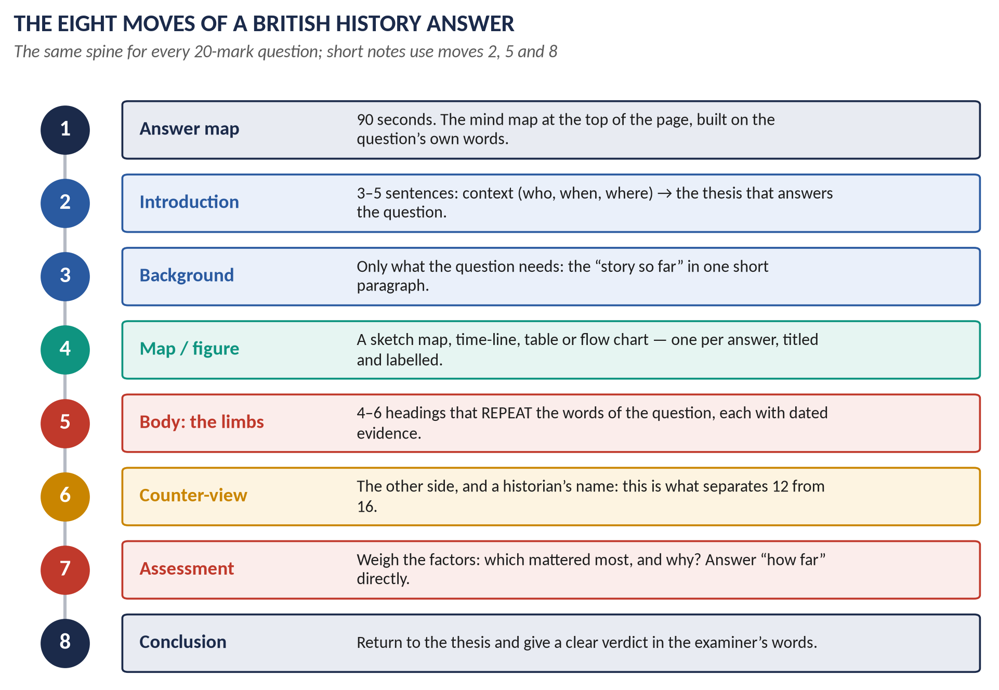 THE EIGHT MOVES OF A BRITISH HISTORY ANSWER
The same spine for every 20-mark question; short notes use moves 2, 5 and 8
1
Answer map
90 seconds. The mind map at the top of the page, built on the
question’s own words.
2
Introduction
3–5 sentences: context (who, when, where) → the thesis that answers
the question.
3
Background
Only what the question needs: the “story so far” in one short
paragraph.
4
Map / figure
A sketch map, time-line, table or flow chart — one per answer, titled
and labelled.
5
Body: the limbs
4–6 headings that REPEAT the words of the question, each with dated
evidence.
6
Counter-view
The other side, and a historian’s name: this is what separates 12 from
16.
7
Assessment
Weigh the factors: which mattered most, and why? Answer “how far”
directly.
8
Conclusion
Return to the thesis and give a clear verdict in the examiner’s words.